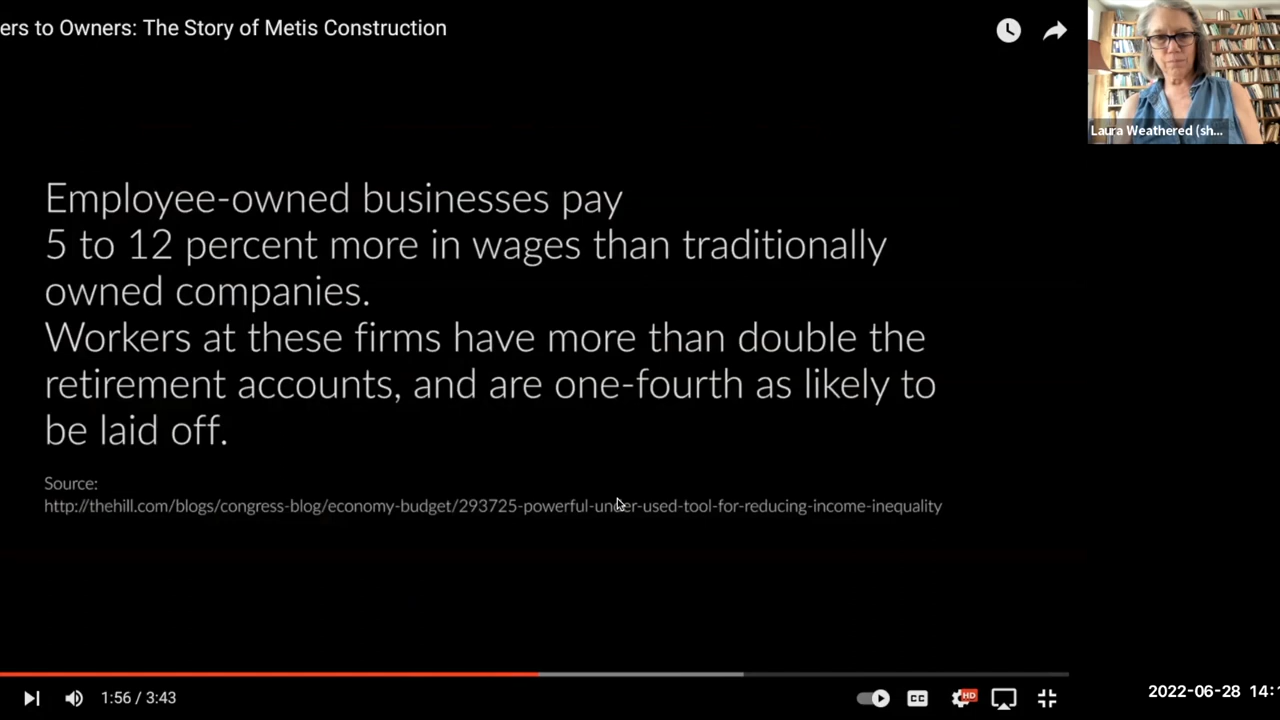 ers to Owners: The Story of Metis Construction
Laura Weathered (sh...
Employee-owned businesses pay
5 to 12 percent more in wages than traditionally
owned companies.
Workers at these firms have more than double the
retirement accounts, and are one-fourth as likely to
be laid off.
Source:
http://thehill.com/blogs/congress-blog/economy-budget/293725-powerful-under-used-tool-for-reducing-income-inequality
1:56 / 3:43
CC
HD
2022-06-28 14:1